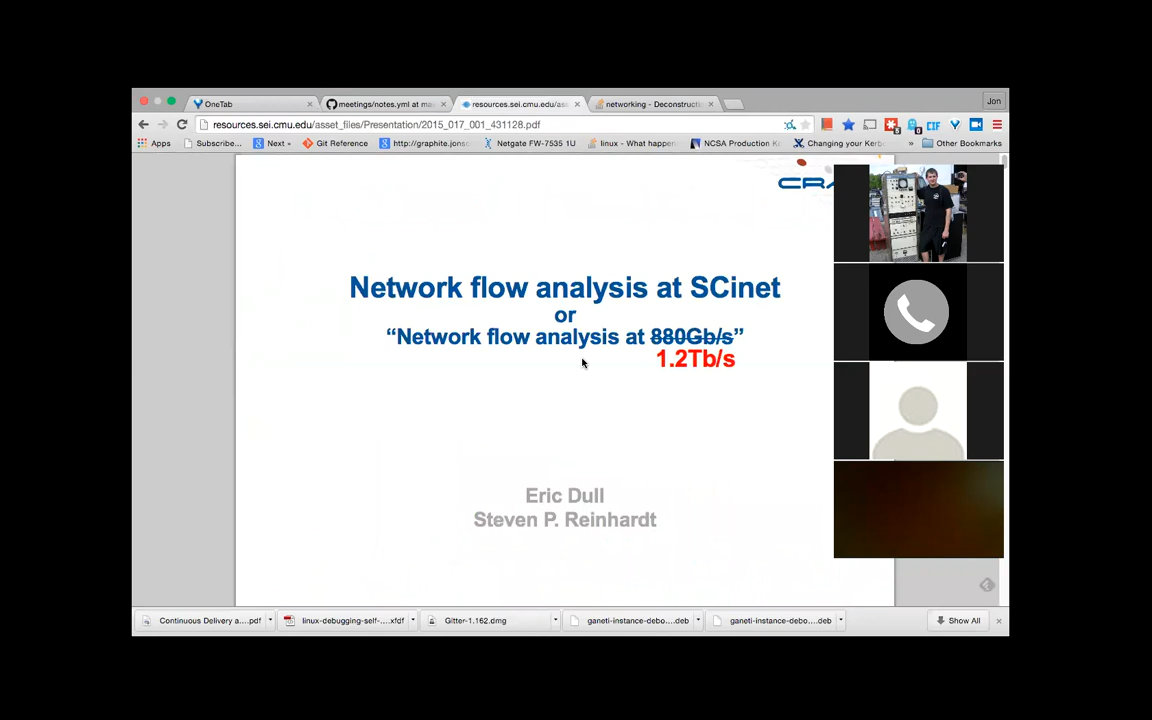 OneTab
meetings/notes.yml at ma
resources.sei.cmu.edu/ass
networking - Deconstructi
Jon
resources.sei.cmu.edu/asset_files/Presentation/2015_017_001_431128.pdf
CIF
Apps
Subscribe...
Next »
Git Reference
http://graphite.jons
Netgate FW-7535 1U
linux - What happen
NCSA Production K
Changing your Kerb
»
Other Bookmarks
CRA
Network flow analysis at SCinet
or
“Network flow analysis at 880Gb/s”
1.2Tb/s
Eric Dull
Steven P. Reinhardt
Continuous Delivery a....pdf
linux-debugging-self-....xfdf
Gitter-1.162.dmg
ganeti-instance-debo....deb
ganeti-instance-debo....deb
Show All